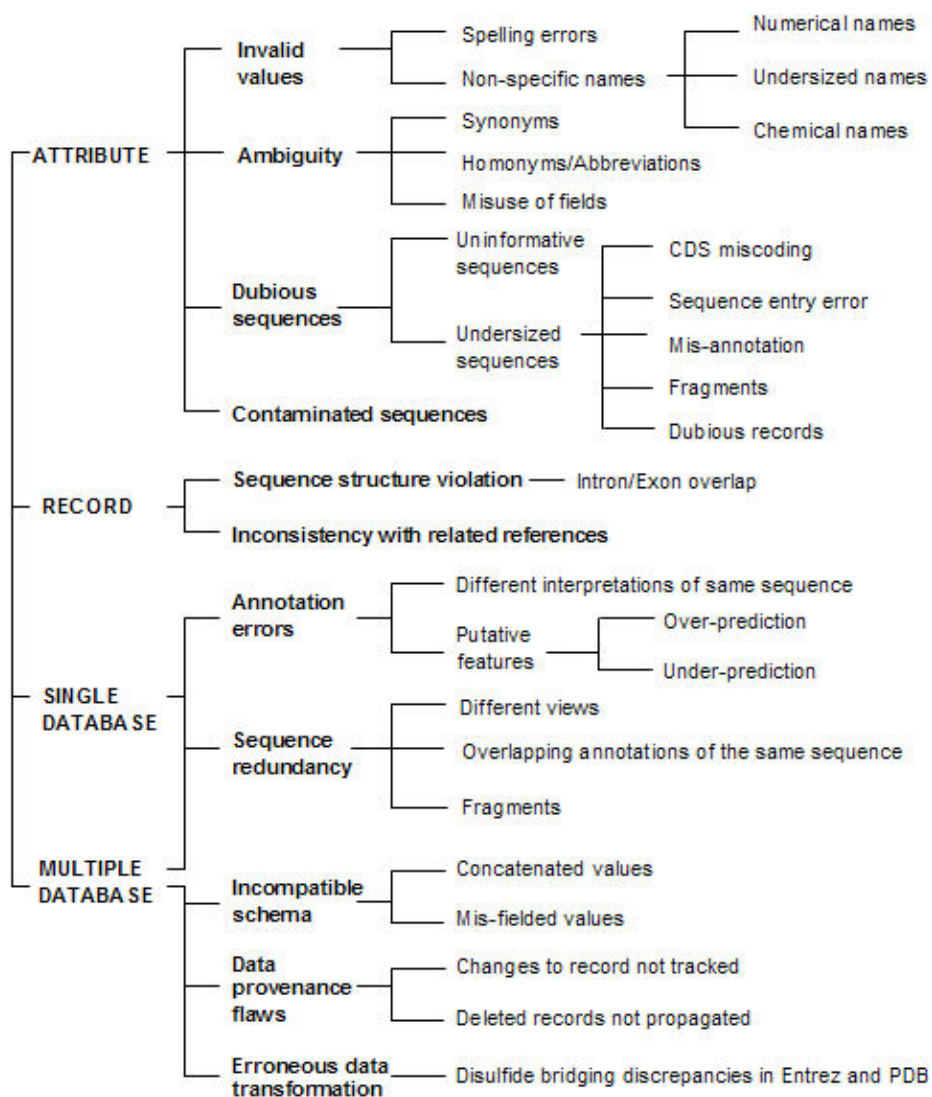 Invalid
values
Spelling errors
Non-specific names
Numerical names
Undersized names
Chemical names
ATTRIBUTE
Ambiguity
Synonyms
Homonyms/Abbreviations
Misuse of fields
Dubious
sequences
Uninformative
sequences
Undersized
sequences
CDS miscoding
Sequence entry error
Mis-annotation
Fragments
Dubious records
Contaminated sequences
RECORD
Sequence structure violation
Intron/Exon overlap
Inconsistency with related references
SINGLE
DATABASE
Annotation
errors
Different interpretations of same sequence
Putative
features
Over-prediction
Under-prediction
Sequence
redundancy
Different views
Overlapping annotations of the same sequence
Fragments
MULTIPLE
DATABASE
Incompatible
schema
Concatenated values
Mis-fielded values
Data
provenance
flaws
Changes to record not tracked
Deleted records not propagated
Erroneous data
transformation
Disulfide bridging discrepancies in Entrez and PDB